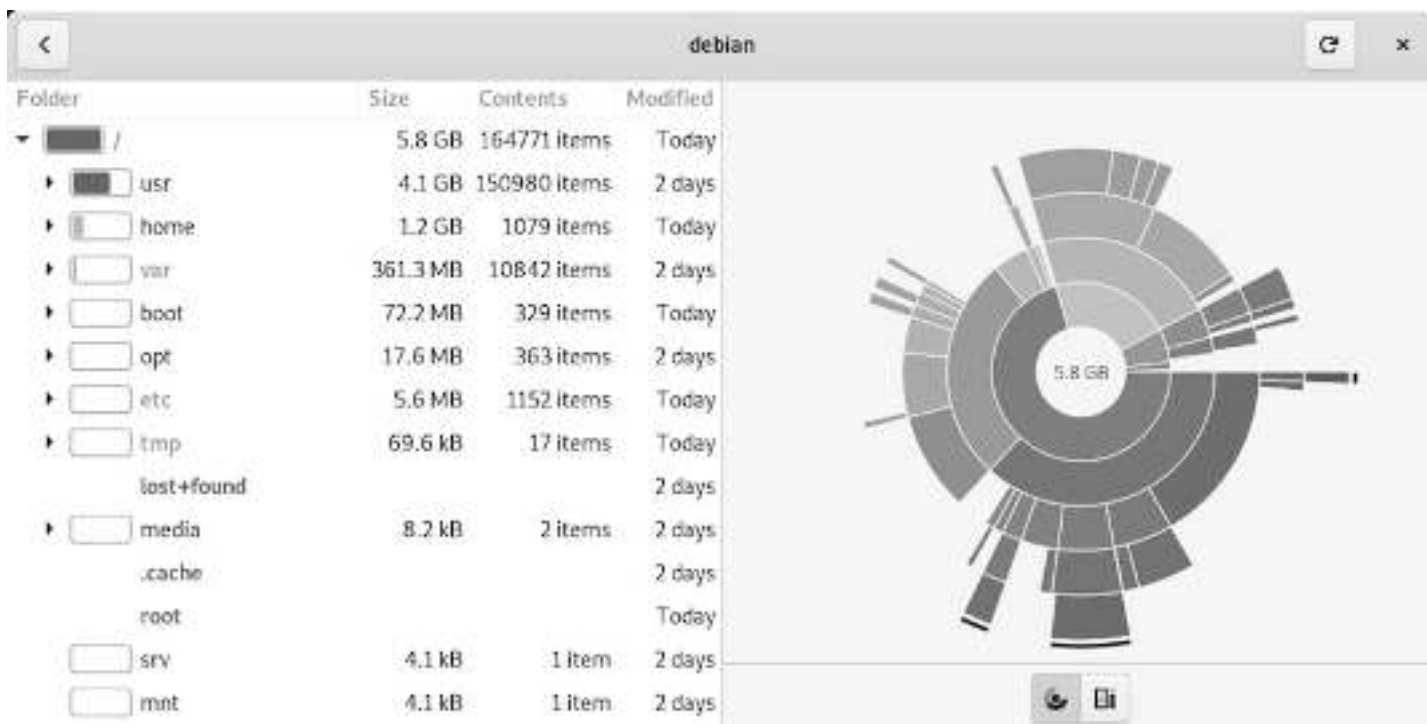 debian
Folder Size Contents Modified
/ 5.8 GB 164771 items Today
usr 4.1 GB 150980 items 2 days
home 1.2 GB 1079 items Today
var 361.3 MB 10842 items 2 days
boot 72.2 MB 329 items Today
opt 17.6 MB 363 items 2 days
etc 5.6 MB 1152 items Today
tmp 69.6 kB 17 items Today
lost+found 2 days
media 8.2 kB 2 items 2 days
.cache 2 days
root Today
srv 4.1 kB 1 item 2 days
mnt 4.1 kB 1 item 2 days
5.8 GB